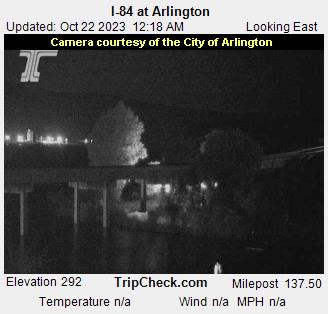 I-84 at Arlington
Updated: Oct 22 2023 12:18 AM Looking East
Camera courtesy of the City of Arlington
Elevation 292 TripCheck.com Milepost 137.50
Temperature n/a Wind n/a MPH n/a